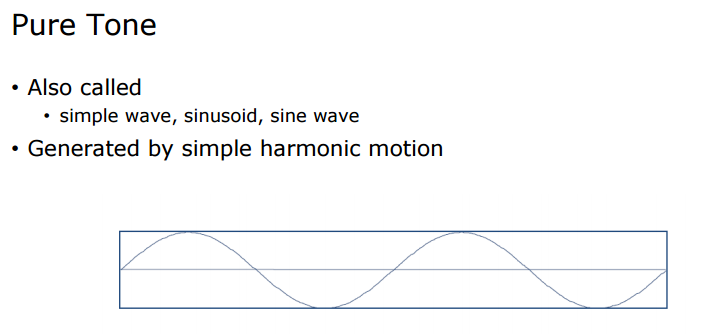 Pure Tone
• Also called
• simple wave, sinusoid, sine wave
• Generated by simple harmonic motion